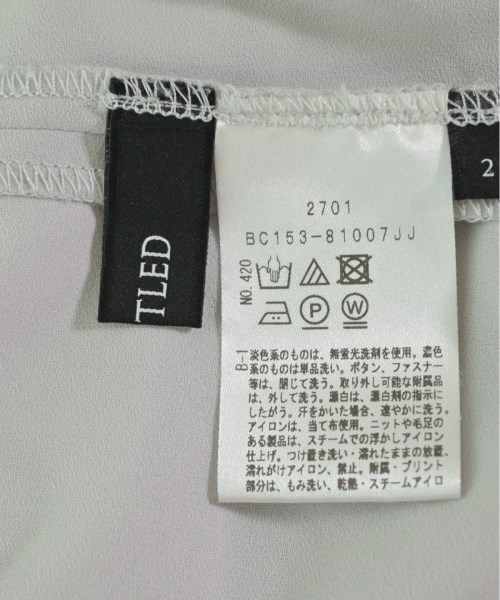 TLED
2
2701
BC153-81007JJ
NO.420
P
W
B-1
淡色系のものは、無蛍光洗剤を使用。濃色
系のものは単品洗い。ボタン、ファスナー
等は、閉じて洗う。取り外し可能な附属品
は、外して洗う。漂白は、漂白剤の指示に
したがう。汗をかいた場合、速やかに洗う。
アイロンは、当て布使用。ニットや毛足の
ある製品は、スチームでの浮かしアイロン
仕上げ。つけ置き洗い・濡れたままの放置、
濡れがけアイロン、禁止。附属・プリント
部分は、もみ洗い、乾燥・スチームアイロ